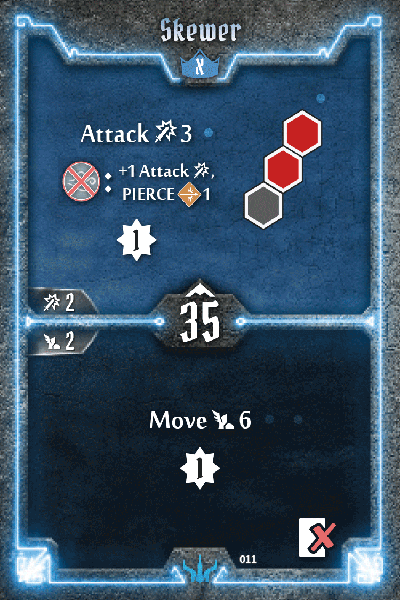 Skewer
X
Attack 3
: +1 Attack ,
PIERCE 1
1
2
35
2
Move 6
1
011